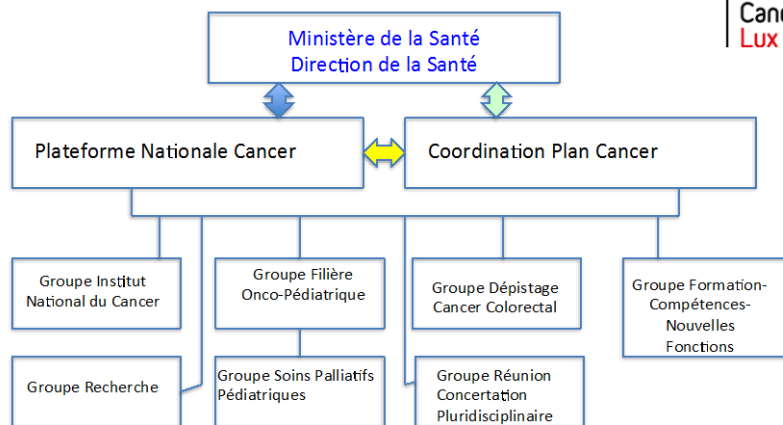 Lux
Ministère de la Santé
Direction de la Santé
Plateforme Nationale Cancer
Coordination Plan Cancer
Groupe Institut
National du Cancer
Groupe Filière
Onco-Pédiatrique
Groupe Dépistage
Cancer Colorectal
Groupe Formation-
Compétences-
Nouvelles
Fonctions
Groupe Recherche
Groupe Soins Palliatifs
Pédiatriques
Groupe Réunion
Concertation
Pluridisciplinaire